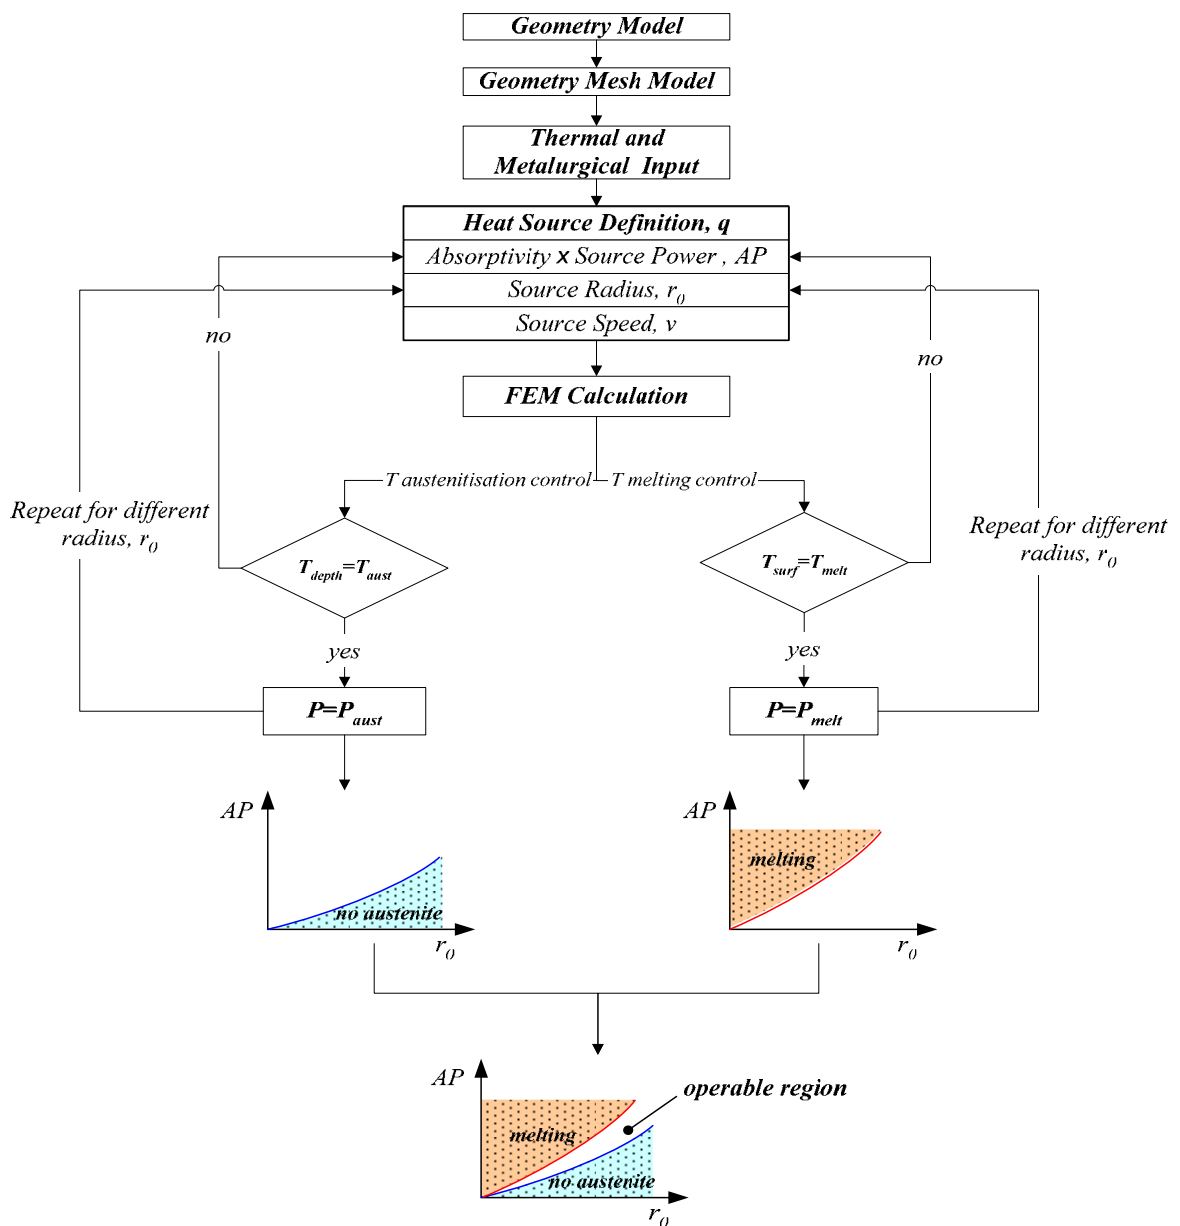 Geometry Model
Geometry Mesh Model
Thermal and
Metalurgical Input
Heat Source Definition, q
Absorptivity x Source Power , AP
Source Radius, r0
Source Speed, v
no
no
FEM Calculation
T austenitisation control
T melting control
Repeat for different
radius, r0
Repeat for different
radius, r0
Tdepth=Taust
Tsurf=Tmelt
yes
yes
P=Paust
P=Pmelt
AP
no austenite
r0
AP
melting
r0
AP
operable region
melting
no austenite
r0